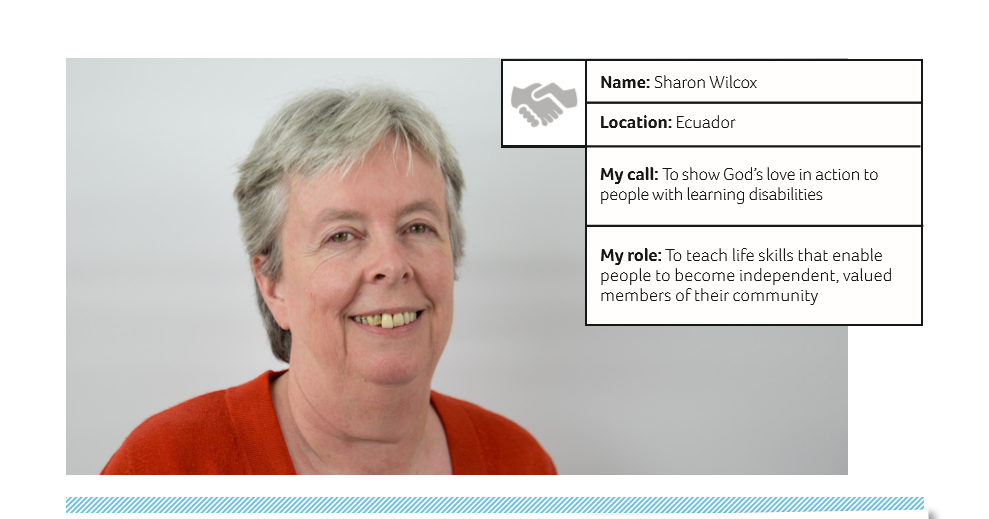 Name: Sharon Wilcox
Location: Ecuador
My call: To show God's love in action to
people with learning disabilities
My role: To teach life skills that enable
people to become independent, valued
members of their community